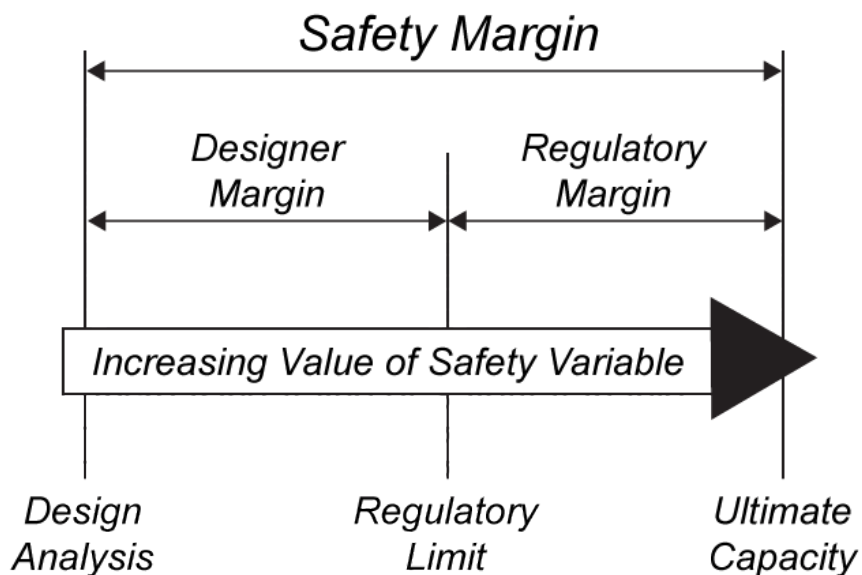 Safety Margin
Designer
Margin
Regulatory
Margin
Increasing Value of Safety Variable
Design
Analysis
Regulatory
Limit
Ultimate
Capacity